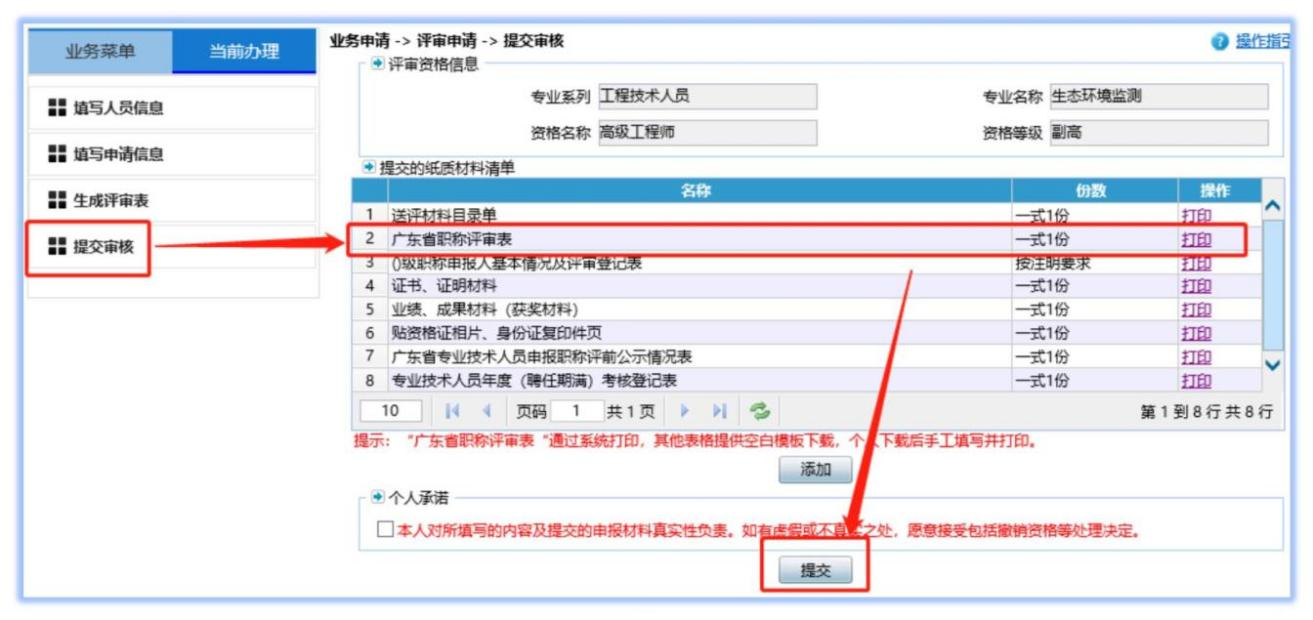 业务菜单 当前办理
填写人员信息
填写申请信息
生成评审表
提交审核
业务申请 -> 评审申请 -> 提交审核
操作指引
评审资格信息
专业系列 工程技术人员 专业名称 生态环境监测
资格名称 高级工程师 资格等级 副高
提交的纸质材料清单
名称 份数 操作
1 送评材料目录单 一式1份 打印
2 广东省职称评审表 一式1份 打印
3 ()级职称申报人基本情况及评审登记表 按注明要求 打印
4 证书、证明材料 一式1份 打印
5 业绩、成果材料（获奖材料） 一式1份 打印
6 贴资格证相片、身份证复印件页 一式1份 打印
7 广东省专业技术人员申报职称评前公示情况表 一式1份 打印
8 专业技术人员年度（聘任期满）考核登记表 一式1份 打印
10 页码 1 共1页 第1到8行共8行
提示： “广东省职称评审表 “通过系统打印，其他表格提供空白模板下载，个人下载后手工填写并打印。
添加
个人承诺
本人对所填写的内容及提交的申报材料真实性负责。如有虚假或不真实之处，愿意接受包括撤销资格等处理决定。
提交